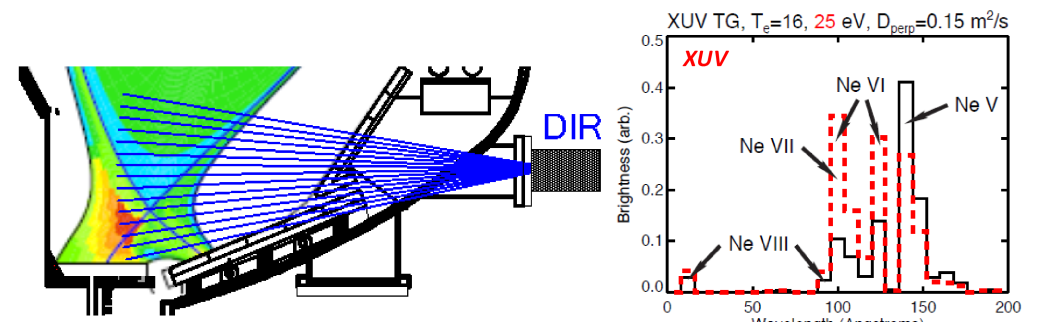 DIR
XUV TG, Te=16, 25 eV, Dperp=0.15 m²/s
XUV
0.5
0.4
0.3
0.2
0.1
0.0
Brightness (arb.)
Ne VI
Ne V
Ne VII
Ne VIII
0
50
100
150
200
Wavelength (Angstroms)